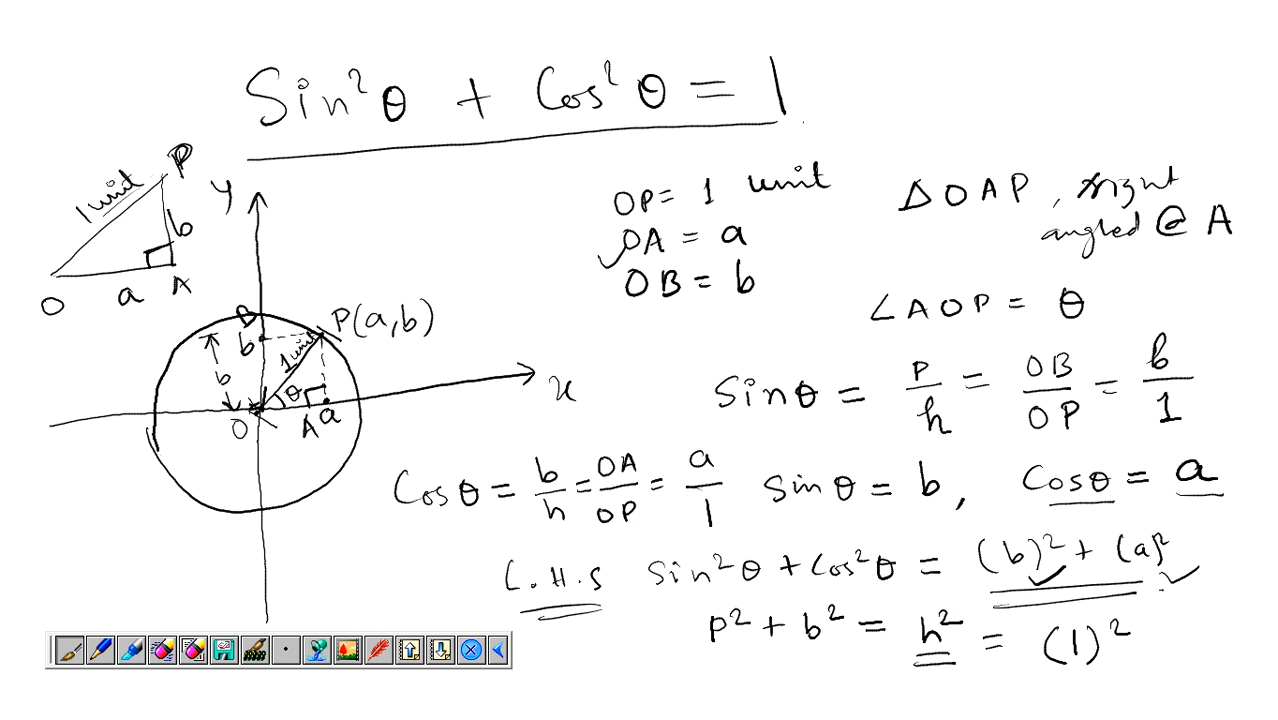 Sin²θ + Cos²θ = 1
P
1 unit
b
O a A
y
B
b
P(a,b)
1 unit
b
θ
O A a
x
OP = 1 unit
OA = a
OB = b
ΔOAP, right
angled @ A
∠AOP = θ
Sinθ = p/h = OB/OP = b/1
Cosθ = b/h = OA/OP = a/1
Sinθ = b, Cosθ = a
L.H.S Sin²θ + Cos²θ = (b)² + (a)²
p² + b² = h² = (1)²